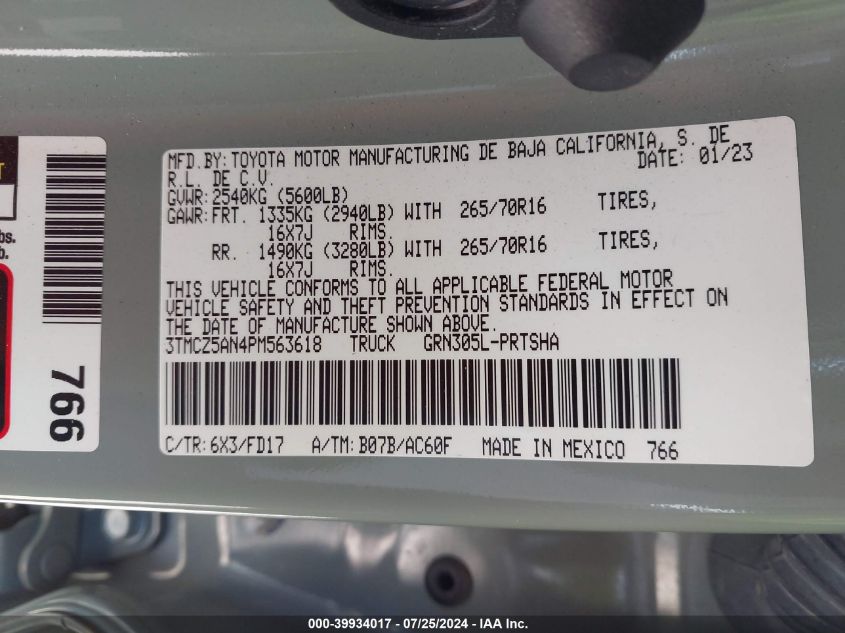 MFD.BY:TOYOTA MOTOR MANUFACTURING DE BAJA CALIFORNIA, S. DE
R.L. DE C.V. DATE: 01/23
GVWR:2540KG (5600LB)
GAWR:FRT. 1335KG (2940LB) WITH 265/70R16 TIRES,
16X7J RIMS.
RR. 1490KG (3280LB) WITH 265/70R16 TIRES,
16X7J RIMS.
THIS VEHICLE CONFORMS TO ALL APPLICABLE FEDERAL MOTOR
VEHICLE SAFETY AND THEFT PREVENTION STANDARDS IN EFFECT ON
THE DATE OF MANUFACTURE SHOWN ABOVE.
3TMCZ5AN4PM563618 TRUCK GRN305L-PRTSHA
C/TR:6X3/FD17 A/TM:B07B/AC60F MADE IN MEXICO 766
766
bs.
b.
000-39934017 / 07/25/2024 - IAA Inc.